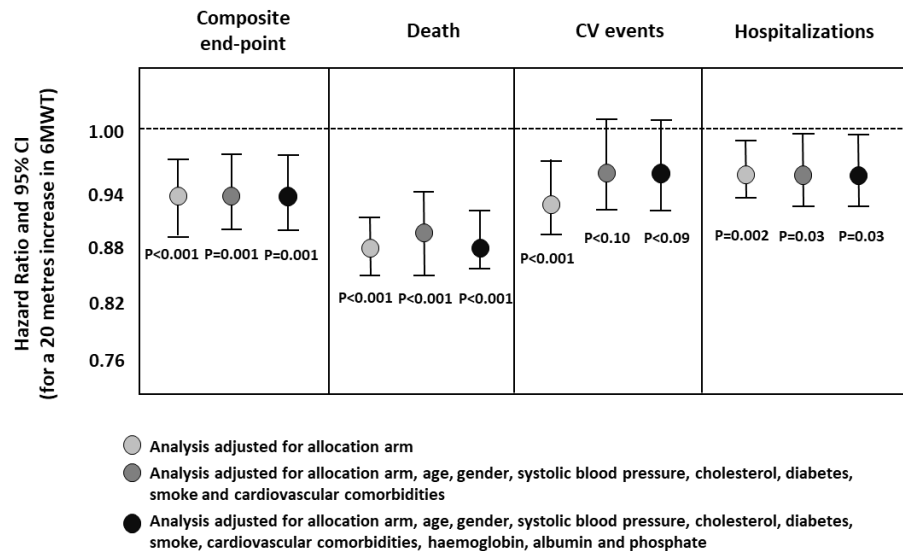 Composite
end-point
Death
CV events
Hospitalizations
Hazard Ratio and 95% CI
(for a 20 metres increase in 6MWT)
1.00
0.94
0.88
0.82
0.76
P<0.001 P=0.001 P=0.001
P<0.001 P<0.001 P<0.001
P<0.001
P<0.10 P<0.09
P=0.002 P=0.03 P=0.03
Analysis adjusted for allocation arm
Analysis adjusted for allocation arm, age, gender, systolic blood pressure, cholesterol, diabetes,
smoke and cardiovascular comorbidities
Analysis adjusted for allocation arm, age, gender, systolic blood pressure, cholesterol, diabetes,
smoke, cardiovascular comorbidities, haemoglobin, albumin and phosphate